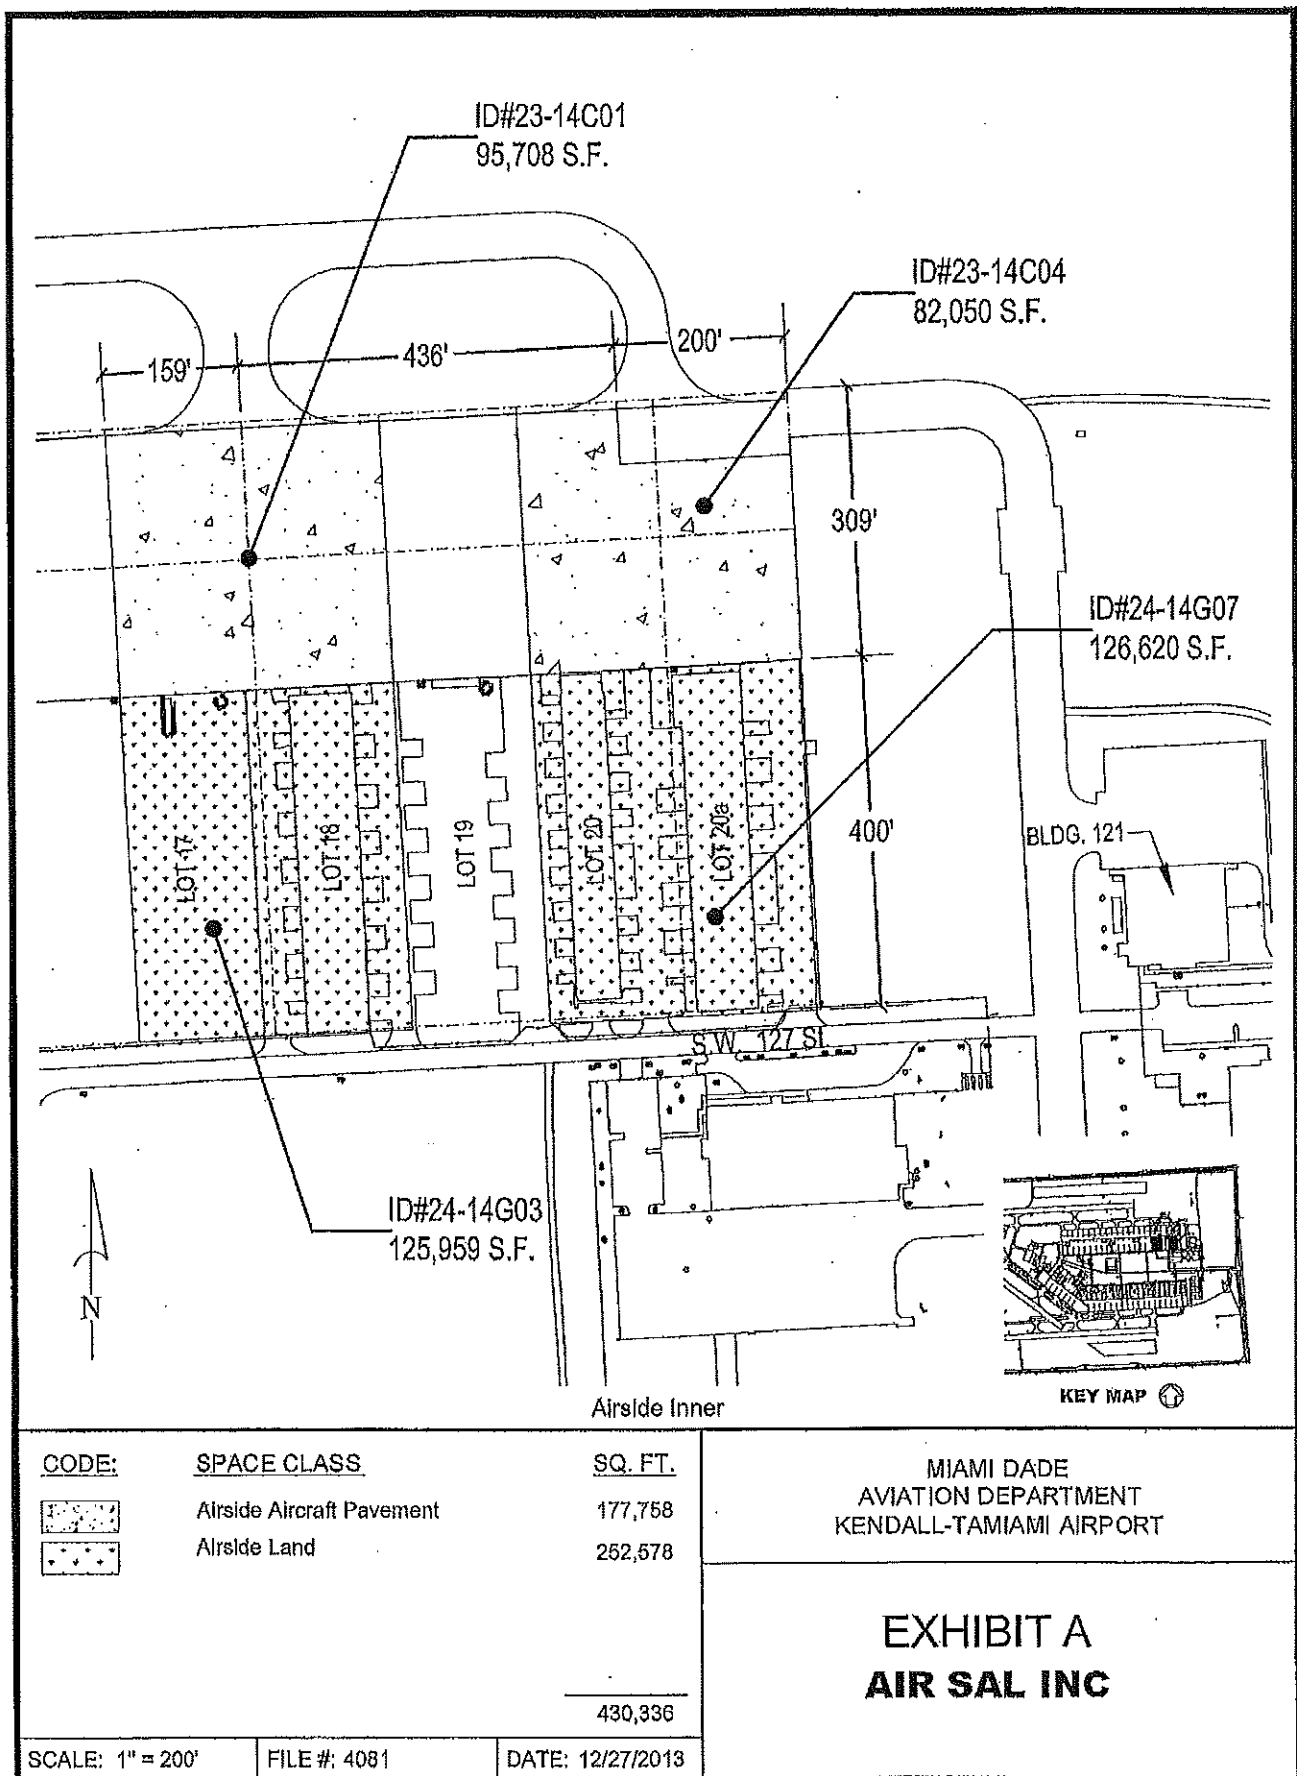 ID#23-14C01
95,708 S.F.
ID#23-14C04
82,050 S.F.
159'
436'
200'
309'
ID#24-14G07
126,620 S.F.
LOT 17
LOT 18
LOT 19
LOT 20
LOT 20a
400'
BLDG. 121
S.W. 127 St.
ID#24-14G03
125,959 S.F.
N
KEY MAP
Airside Inner
CODE: SPACE CLASS SQ. FT.
Airside Aircraft Pavement 177,758
Airside Land 252,578
430,336
MIAMI DADE
AVIATION DEPARTMENT
KENDALL-TAMIAMI AIRPORT
EXHIBIT A
AIR SAL INC
SCALE: 1" = 200' FILE #: 4081 DATE: 12/27/2013